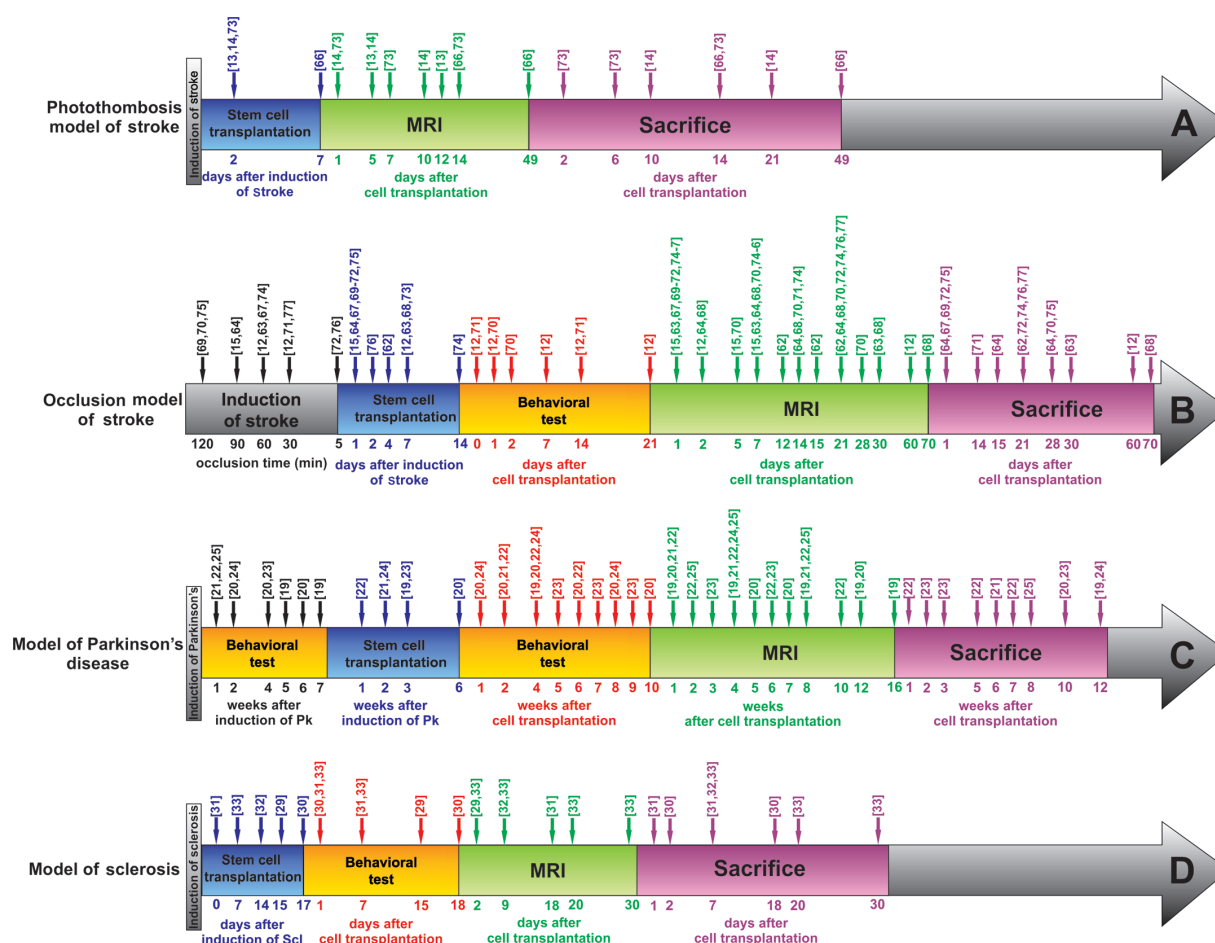 [13,14,73] [66] [14,73] [13,14] [73] [14] [13] [66,73] [66] [73] [73] [14] [66,73] [14] [66]
Photothombosis
model of stroke
Induction of stroke
Stem cell
transplantation
MRI
Sacrifice
A
2 7 1 5 7 10 12 14 49 2 6 10 14 21 49
days after induction
of stroke
days after
cell transplantation
days after
cell transplantation
[69,70,75] [15,64] [12,63,67,74] [12,71,77] [72,76] [15,64,67,69-72,75] [76] [62] [12,63,68,73] [74] [12,71] [12,70] [70] [12] [12,71] [12] [15,63,67,69-72,74-7] [12,64,68] [15,70] [15,63,64,68,70,74-6] [12] [64,68,70,71,74] [62] [62,64,68,70,72,74,76,77] [70] [63,68] [12] [68] [64,67,69,72,75] [71] [64] [62,72,74,76,77] [64,70,75] [63] [12] [68]
Occlusion model
of stroke
Induction
of stroke
Stem cell
transplantation
Behavioral
test
MRI
Sacrifice
B
120 90 60 30 5 1 2 4 7 14 0 1 2 7 14 21 1 2 5 7 12 14 15 21 28 30 60 70 1 14 15 21 28 30 60 70
occlusion time (min)
days after induction
of stroke
days after
cell transplantation
days after
cell transplantation
days after
cell transplantation
[21,22,25] [20,24] [20,23] [19] [20] [19] [22] [21,24] [19,23] [20] [20,24] [20,21,22] [19,20,22,24] [23] [20,22] [23] [20,24] [23] [20] [19,20,21,22] [22,25] [23] [19,21,22,24,25] [20] [22,23] [20] [19,21,22,25] [22] [19,20] [19] [22] [23] [23] [22] [21] [22] [25] [20,23] [19,24]
Model of Parkinson's
disease
Induction of Parkinson's
Behavioral
test
Stem cell
transplantation
Behavioral
test
MRI
Sacrifice
C
1 2 4 5 6 7 1 2 3 6 1 2 4 5 6 7 8 9 10 1 2 3 4 5 6 7 8 10 12 16 1 2 3 5 6 7 8 10 12
weeks after
induction of Pk
weeks after
induction of Pk
weeks after
cell transplantation
weeks
after cell transplantation
weeks after
cell transplantation
[31] [33] [32] [29] [30] [30,31,33] [31,33] [29] [30] [29,33] [32,33] [31] [33] [33] [31] [30] [31,32,33] [30] [33] [33]
Model of sclerosis
Induction of sclerosis
Stem cell
transplantation
Behavioral
test
MRI
Sacrifice
D
0 7 14 15 17 1 7 15 18 2 9 18 20 30 1 2 7 18 20 30
days after
induction of Scl
days after
cell transplantation
days after
cell transplantation
days after
cell transplantation